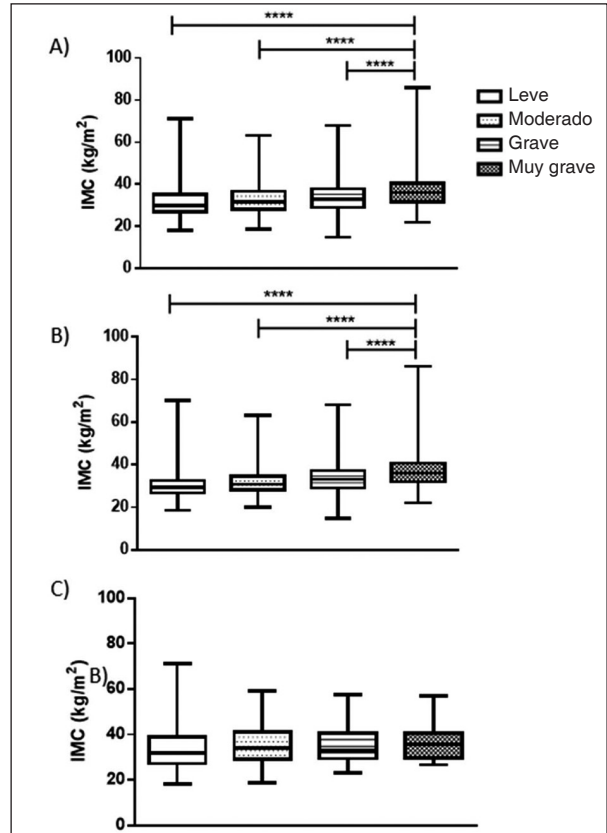 A)
****
****
****
100
80
60
40
20
0
IMC (kg/m²)
Leve
Moderado
Grave
Muy grave
B)
****
****
****
100
80
60
40
20
0
IMC (kg/m²)
C)
100
80
60
40
20
0
IMC (kg/m²)
B)